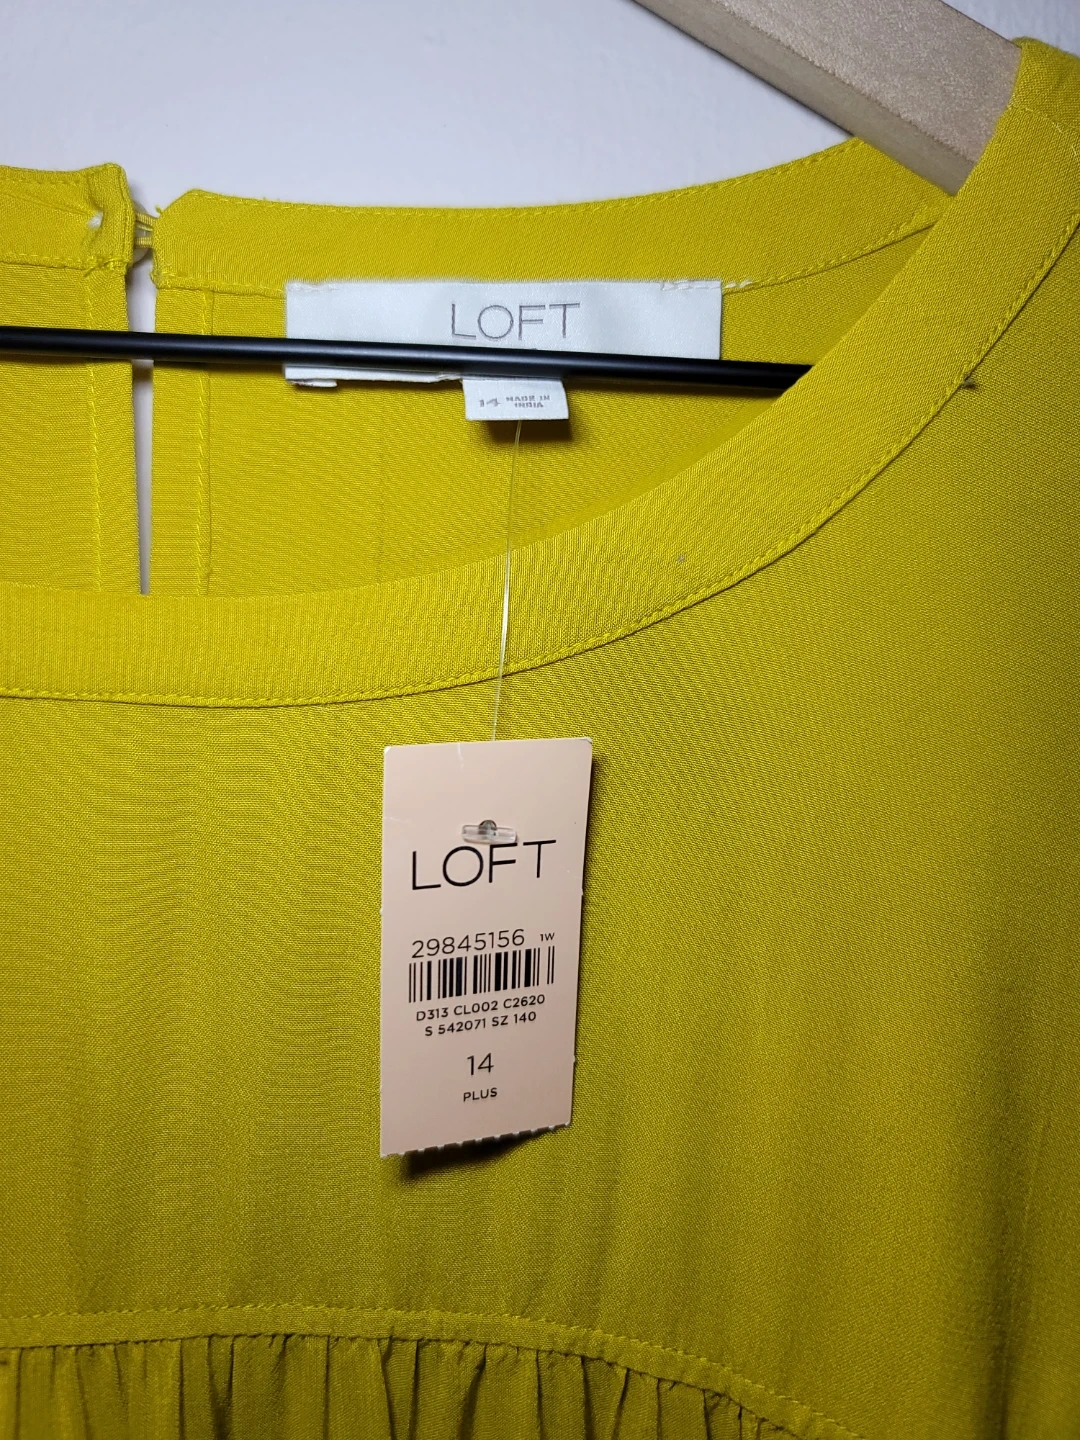 LOFT
14 MADE IN
INDIA
LOFT
29845156 1W
D313 CL002 C2620
S 542071 SZ 140
14
PLUS